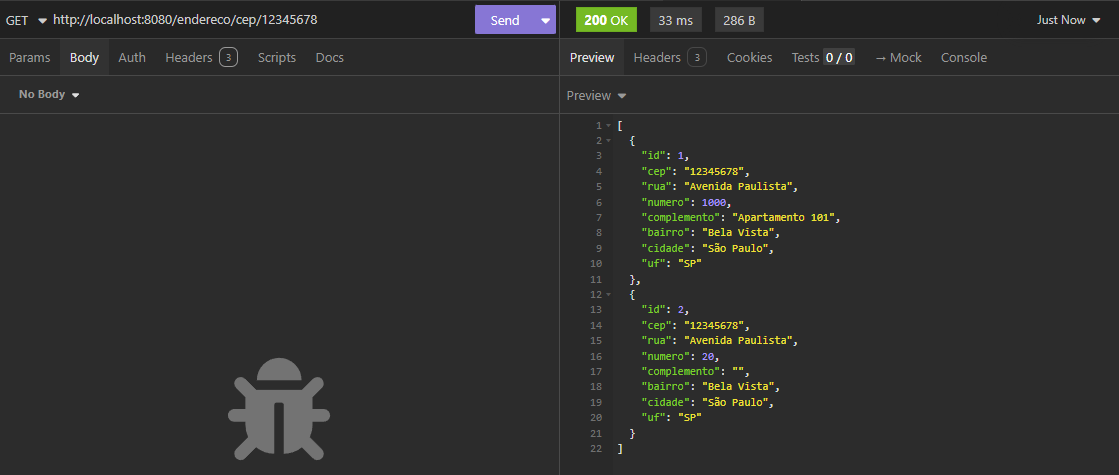 GET http://localhost:8080/endereco/cep/12345678 Send 200 OK 33 ms 286 B Just Now
Params Body Auth Headers 3 Scripts Docs Preview Headers 3 Cookies Tests 0 / 0 → Mock Console
No Body Preview
1 [
2 {
3 "id": 1,
4 "cep": "12345678",
5 "rua": "Avenida Paulista",
6 "numero": 1000,
7 "complemento": "Apartamento 101",
8 "bairro": "Bela Vista",
9 "cidade": "São Paulo",
10 "uf": "SP"
11 },
12 {
13 "id": 2,
14 "cep": "12345678",
15 "rua": "Avenida Paulista",
16 "numero": 20,
17 "complemento": "",
18 "bairro": "Bela Vista",
19 "cidade": "São Paulo",
20 "uf": "SP"
21 }
22 ]